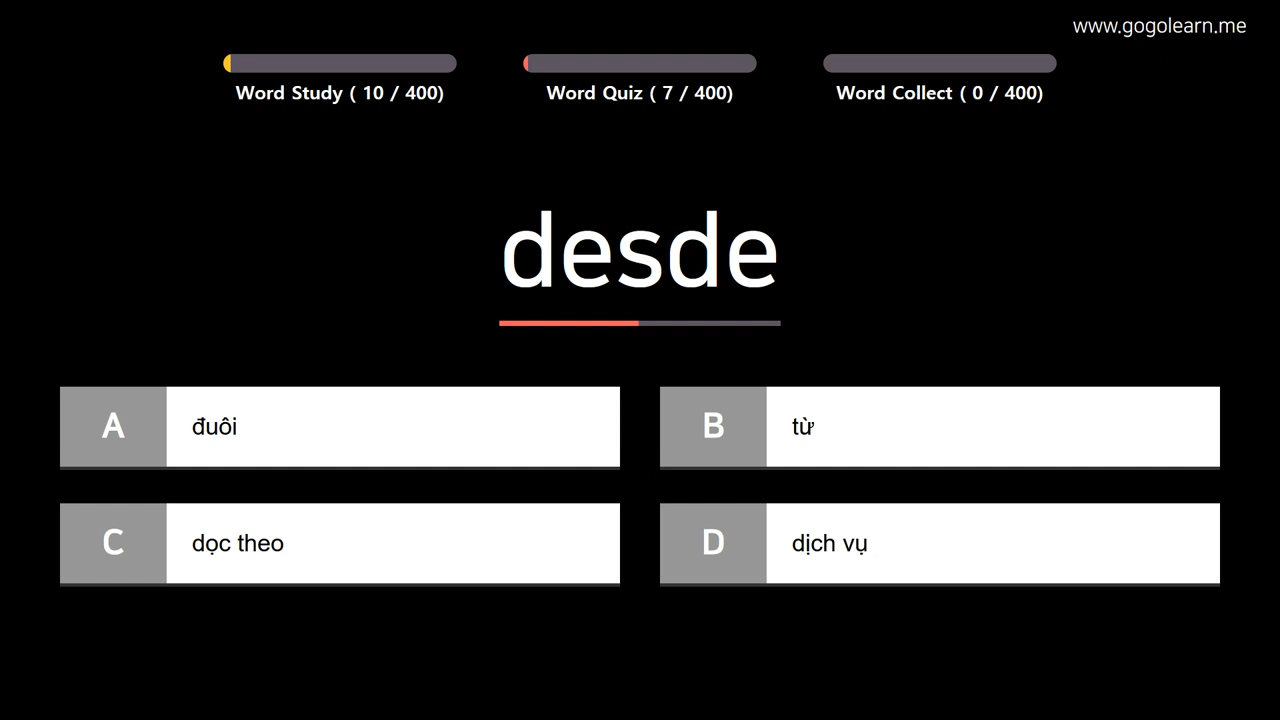 www.gogolearn.me
Word Study ( 10 / 400)
Word Quiz ( 7 / 400)
Word Collect ( 0 / 400)
desde
A đuôi
B từ
C dọc theo
D dịch vụ